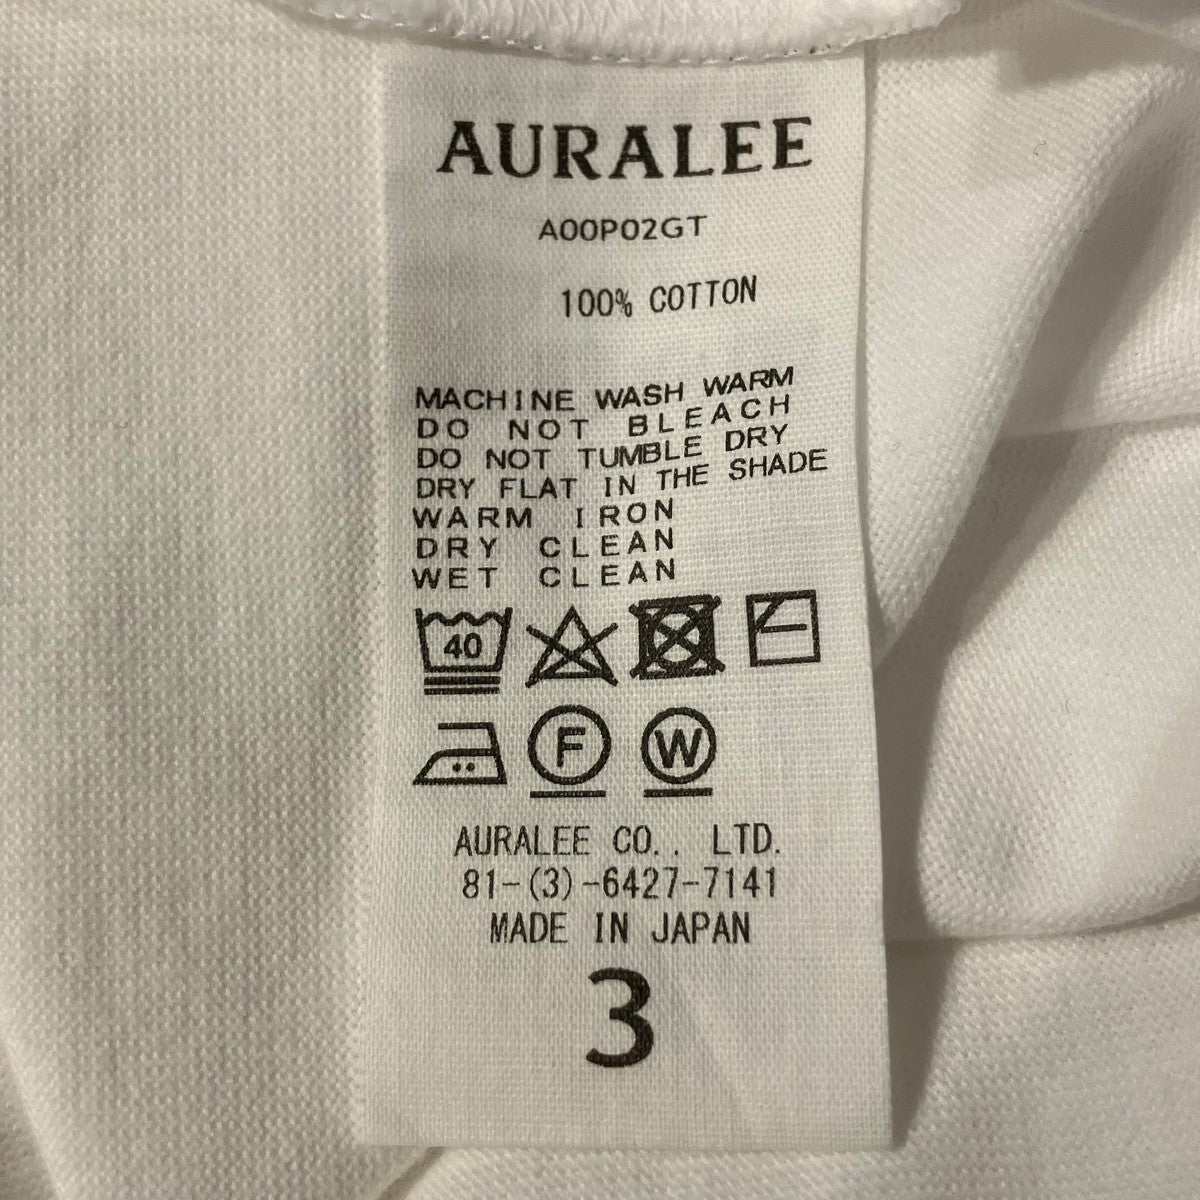 AURALEE
A00P02GT
100% COTTON
MACHINE WASH WARM
DO NOT BLEACH
DO NOT TUMBLE DRY
DRY FLAT IN THE SHADE
WARM IRON
DRY CLEAN
WET CLEAN
40
F W
AURALEE CO., LTD.
81-(3)-6427-7141
MADE IN JAPAN
3